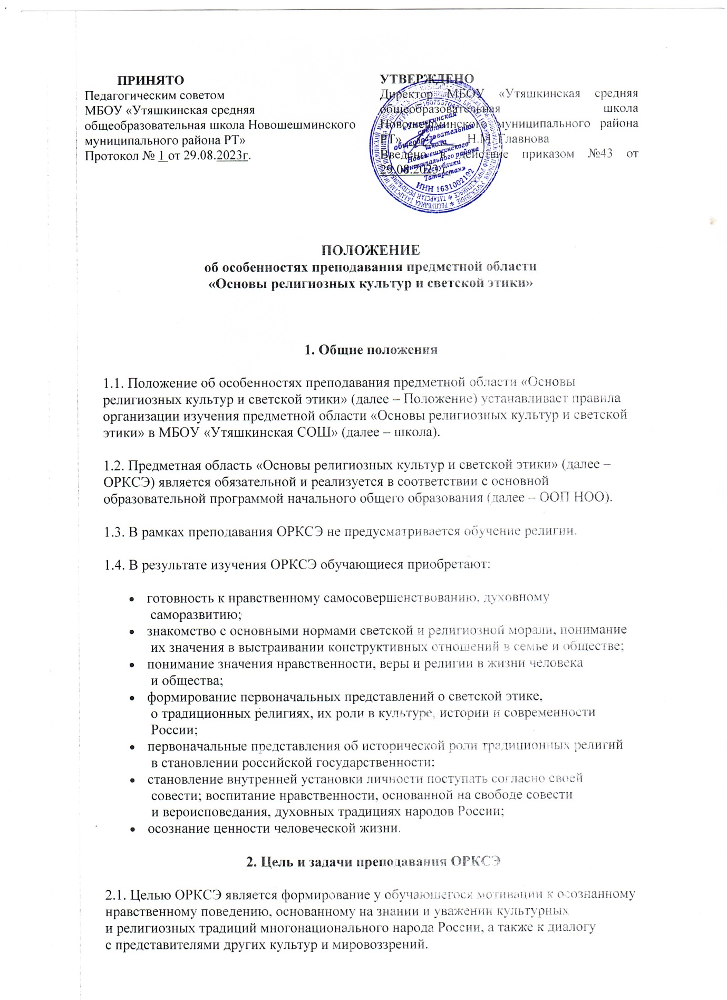 ПРИНЯТО
Педагогическим советом
МБОУ «Утяшкинская средняя
общеобразовательная школа Новошешминского
муниципального района РТ»
Протокол № 1 от 29.08.2023г.
УТВЕРЖДЕНО
Директор МБОУ «Утяшкинская средняя
общеобразовательная школа
Новошешминского муниципального района
РТ» Н.М. Главнова
Введено в действие приказом №43 от
29.08.2023 г.
«Утяшкинская
средняя
общеобразовательная
школа
Новошешминского
муниципального района
Республики
Татарстан»
ИНН 1631002192
ПОЛОЖЕНИЕ
об особенностях преподавания предметной области
«Основы религиозных культур и светской этики»
1. Общие положения
1.1. Положение об особенностях преподавания предметной области «Основы
религиозных культур и светской этики» (далее – Положение) устанавливает правила
организации изучения предметной области «Основы религиозных культур и светской
этики» в МБОУ «Утяшкинская СОШ» (далее – школа).
1.2. Предметная область «Основы религиозных культур и светской этики» (далее –
ОРКСЭ) является обязательной и реализуется в соответствии с основной
образовательной программой начального общего образования (далее – ООП НОО).
1.3. В рамках преподавания ОРКСЭ не предусматривается обучение религии.
1.4. В результате изучения ОРКСЭ обучающиеся приобретают:
• готовность к нравственному самосовершенствованию, духовному
саморазвитию;
• знакомство с основными нормами светской и религиозной морали, понимание
их значения в выстраивании конструктивных отношений в семье и обществе;
• понимание значения нравственности, веры и религии в жизни человека
и общества;
• формирование первоначальных представлений о светской этике,
о традиционных религиях, их роли в культуре, истории и современности
России;
• первоначальные представления об исторической роли традиционных религий
в становлении российской государственности;
• становление внутренней установки личности поступать согласно своей
совести; воспитание нравственности, основанной на свободе совести
и вероисповедания, духовных традициях народов России;
• осознание ценности человеческой жизни.
2. Цель и задачи преподавания ОРКСЭ
2.1. Целью ОРКСЭ является формирование у обучающегося мотивации к осознанному
нравственному поведению, основанному на знании и уважении культурных
и религиозных традиций многонационального народа России, а также к диалогу
с представителями других культур и мировоззрений.